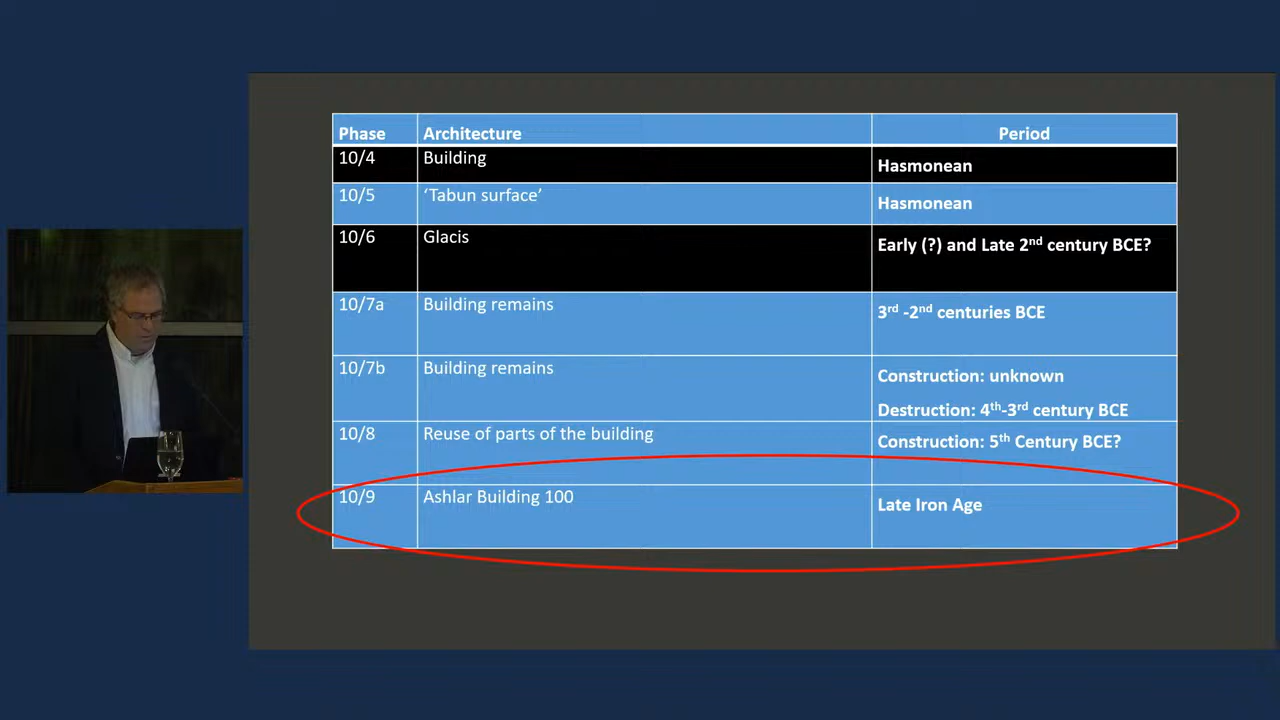 Phase Architecture Period
10/4 Building Hasmonean
10/5 ‘Tabun surface’ Hasmonean
10/6 Glacis Early (?) and Late 2nd century BCE?
10/7a Building remains 3rd -2nd centuries BCE
10/7b Building remains Construction: unknown
Destruction: 4th-3rd century BCE
10/8 Reuse of parts of the building Construction: 5th Century BCE?
10/9 Ashlar Building 100 Late Iron Age